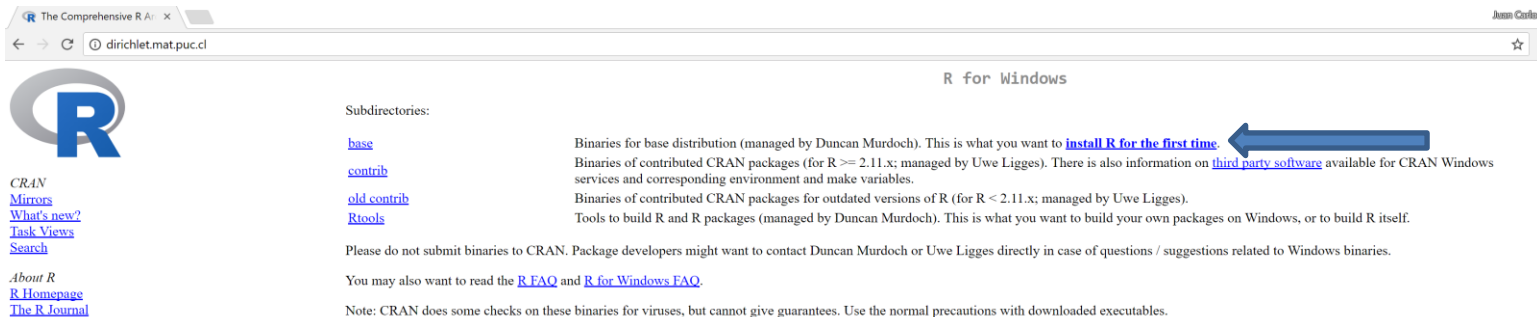 The Comprehensive R Ar
Juan Carlo
dirichlet.mat.puc.cl
R
R for Windows
Subdirectories:
base Binaries for base distribution (managed by Duncan Murdoch). This is what you want to install R for the first time.
contrib Binaries of contributed CRAN packages (for R >= 2.11.x; managed by Uwe Ligges). There is also information on third party software available for CRAN Windows
services and corresponding environment and make variables.
old contrib Binaries of contributed CRAN packages for outdated versions of R (for R < 2.11.x; managed by Uwe Ligges).
Rtools Tools to build R and R packages (managed by Duncan Murdoch). This is what you want to build your own packages on Windows, or to build R itself.
Please do not submit binaries to CRAN. Package developers might want to contact Duncan Murdoch or Uwe Ligges directly in case of questions / suggestions related to Windows binaries.
You may also want to read the R FAQ and R for Windows FAQ.
Note: CRAN does some checks on these binaries for viruses, but cannot give guarantees. Use the normal precautions with downloaded executables.
CRAN
Mirrors
What's new?
Task Views
Search
About R
R Homepage
The R Journal